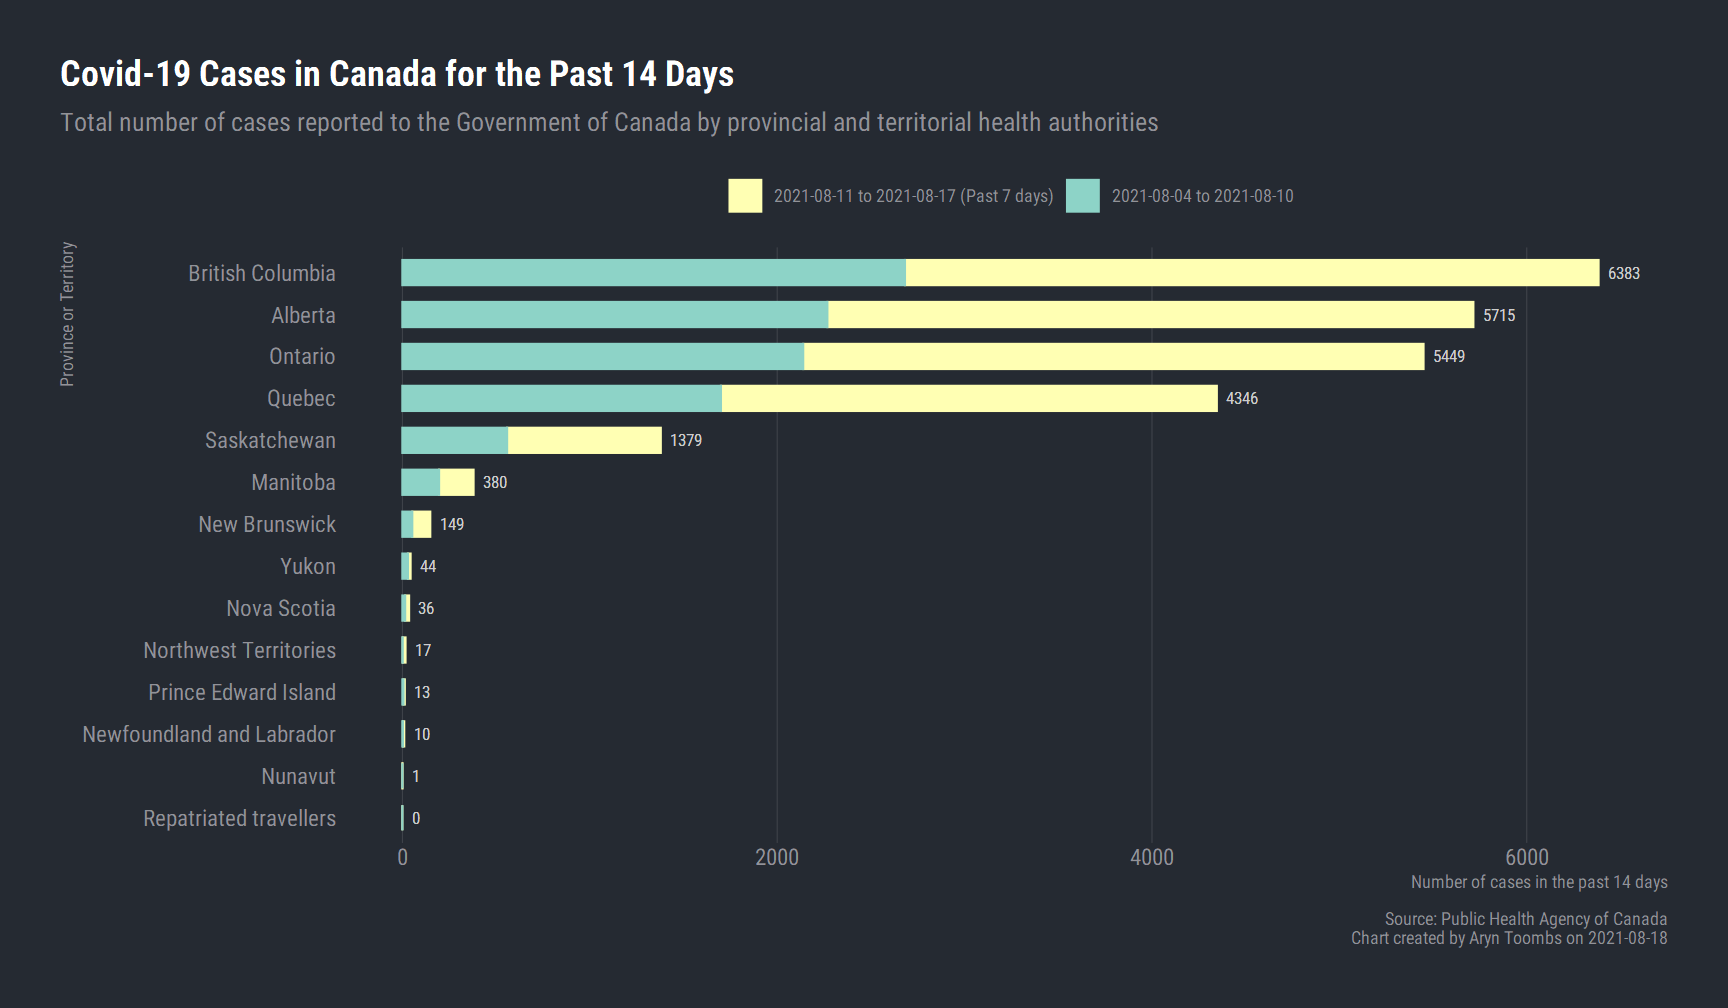 Covid-19 Cases in Canada for the Past 14 Days
Total number of cases reported to the Government of Canada by provincial and territorial health authorities
2021-08-11 to 2021-08-17 (Past 7 days) 2021-08-04 to 2021-08-10
Province or Territory
British Columbia 6383
Alberta 5715
Ontario 5449
Quebec 4346
Saskatchewan 1379
Manitoba 380
New Brunswick 149
Yukon 44
Nova Scotia 36
Northwest Territories 17
Prince Edward Island 13
Newfoundland and Labrador 10
Nunavut 1
Repatriated travellers 0
0 2000 4000 6000
Number of cases in the past 14 days
Source: Public Health Agency of Canada
Chart created by Aryn Toombs on 2021-08-18